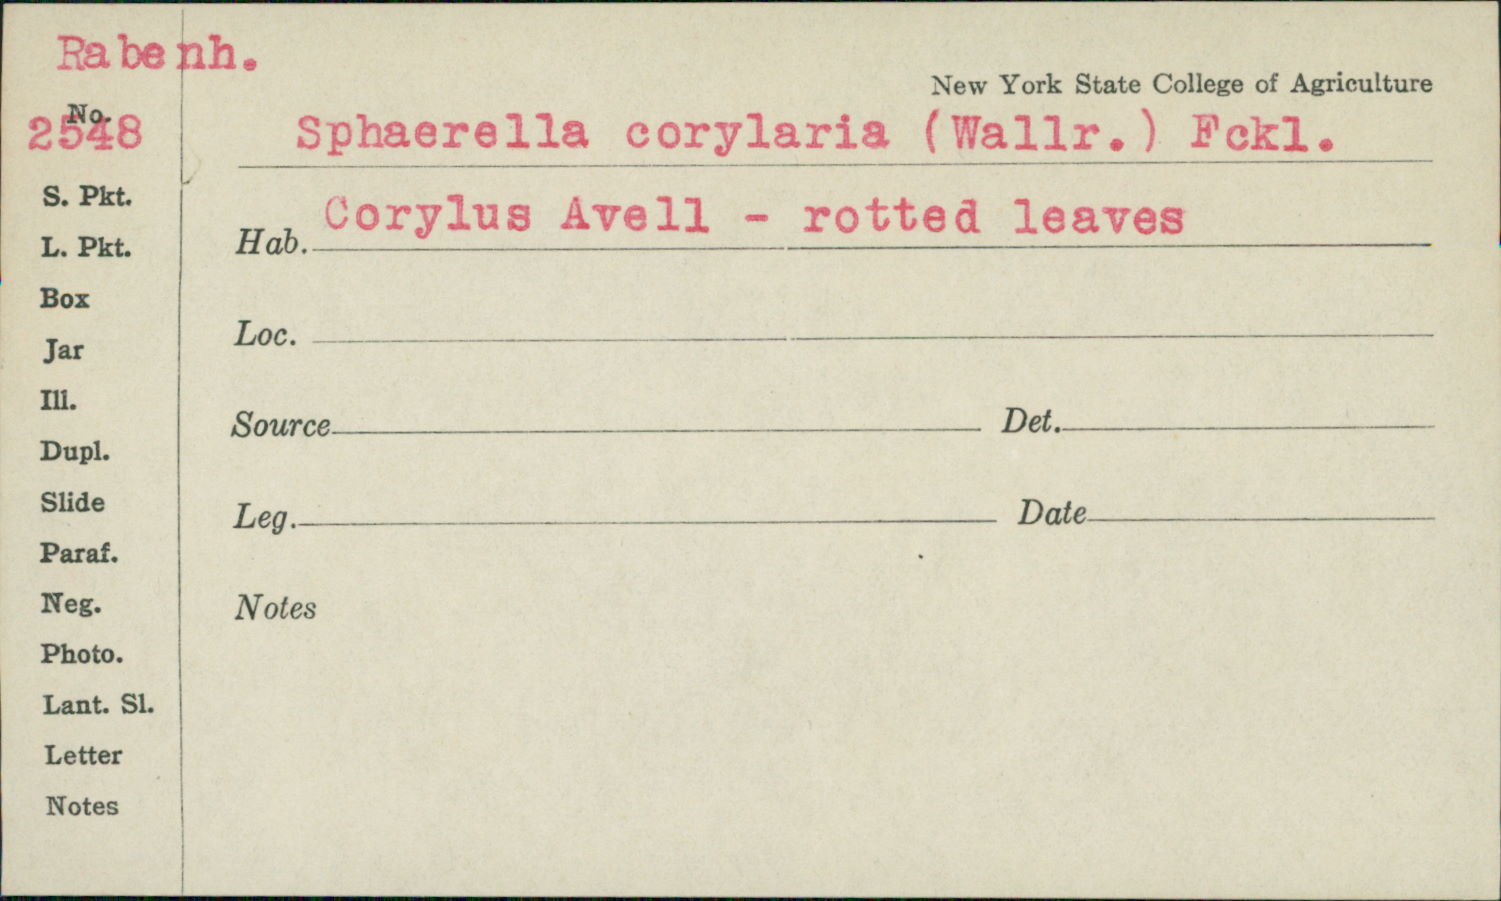 Rabenh.
New York State College of Agriculture
No.
2548
Sphaerella corylaria (Wallr.) Fckl.
S. Pkt.
Hab. Corylus Avell - rotted leaves
L. Pkt.
Box
Loc.
Jar
Ill.
Source Det.
Dupl.
Slide
Leg. Date
Paraf.
Neg.
Notes
Photo.
Lant. Sl.
Letter
Notes